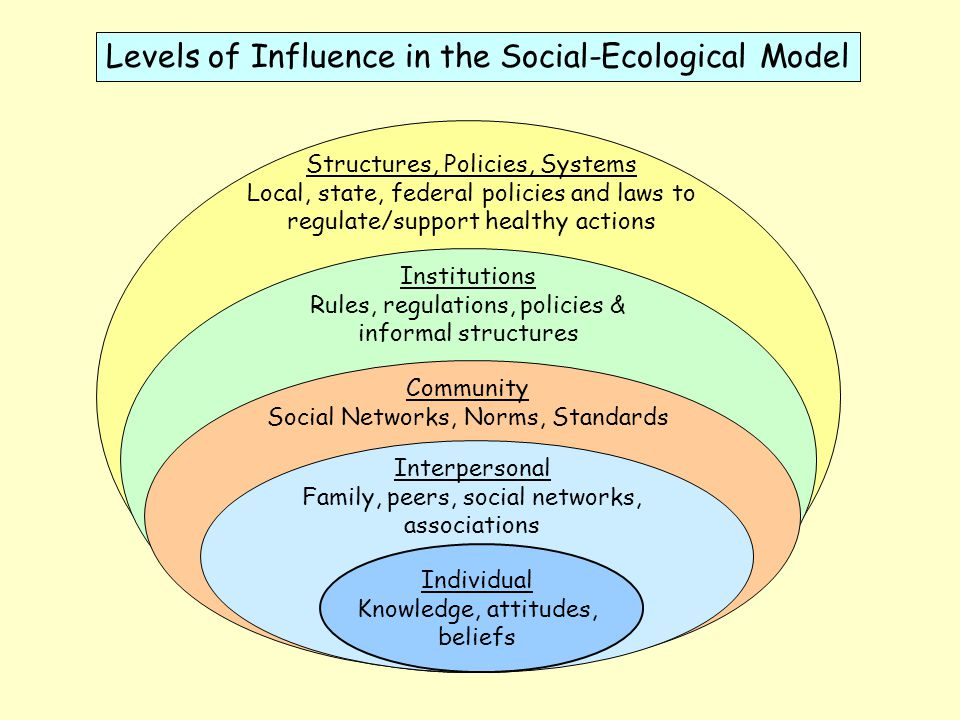 Levels of Influence in the Social-Ecological Model
Structures, Policies, Systems
Local, state, federal policies and laws to
regulate/support healthy actions
Institutions
Rules, regulations, policies &
informal structures
Community
Social Networks, Norms, Standards
Interpersonal
Family, peers, social networks,
associations
Individual
Knowledge, attitudes,
beliefs